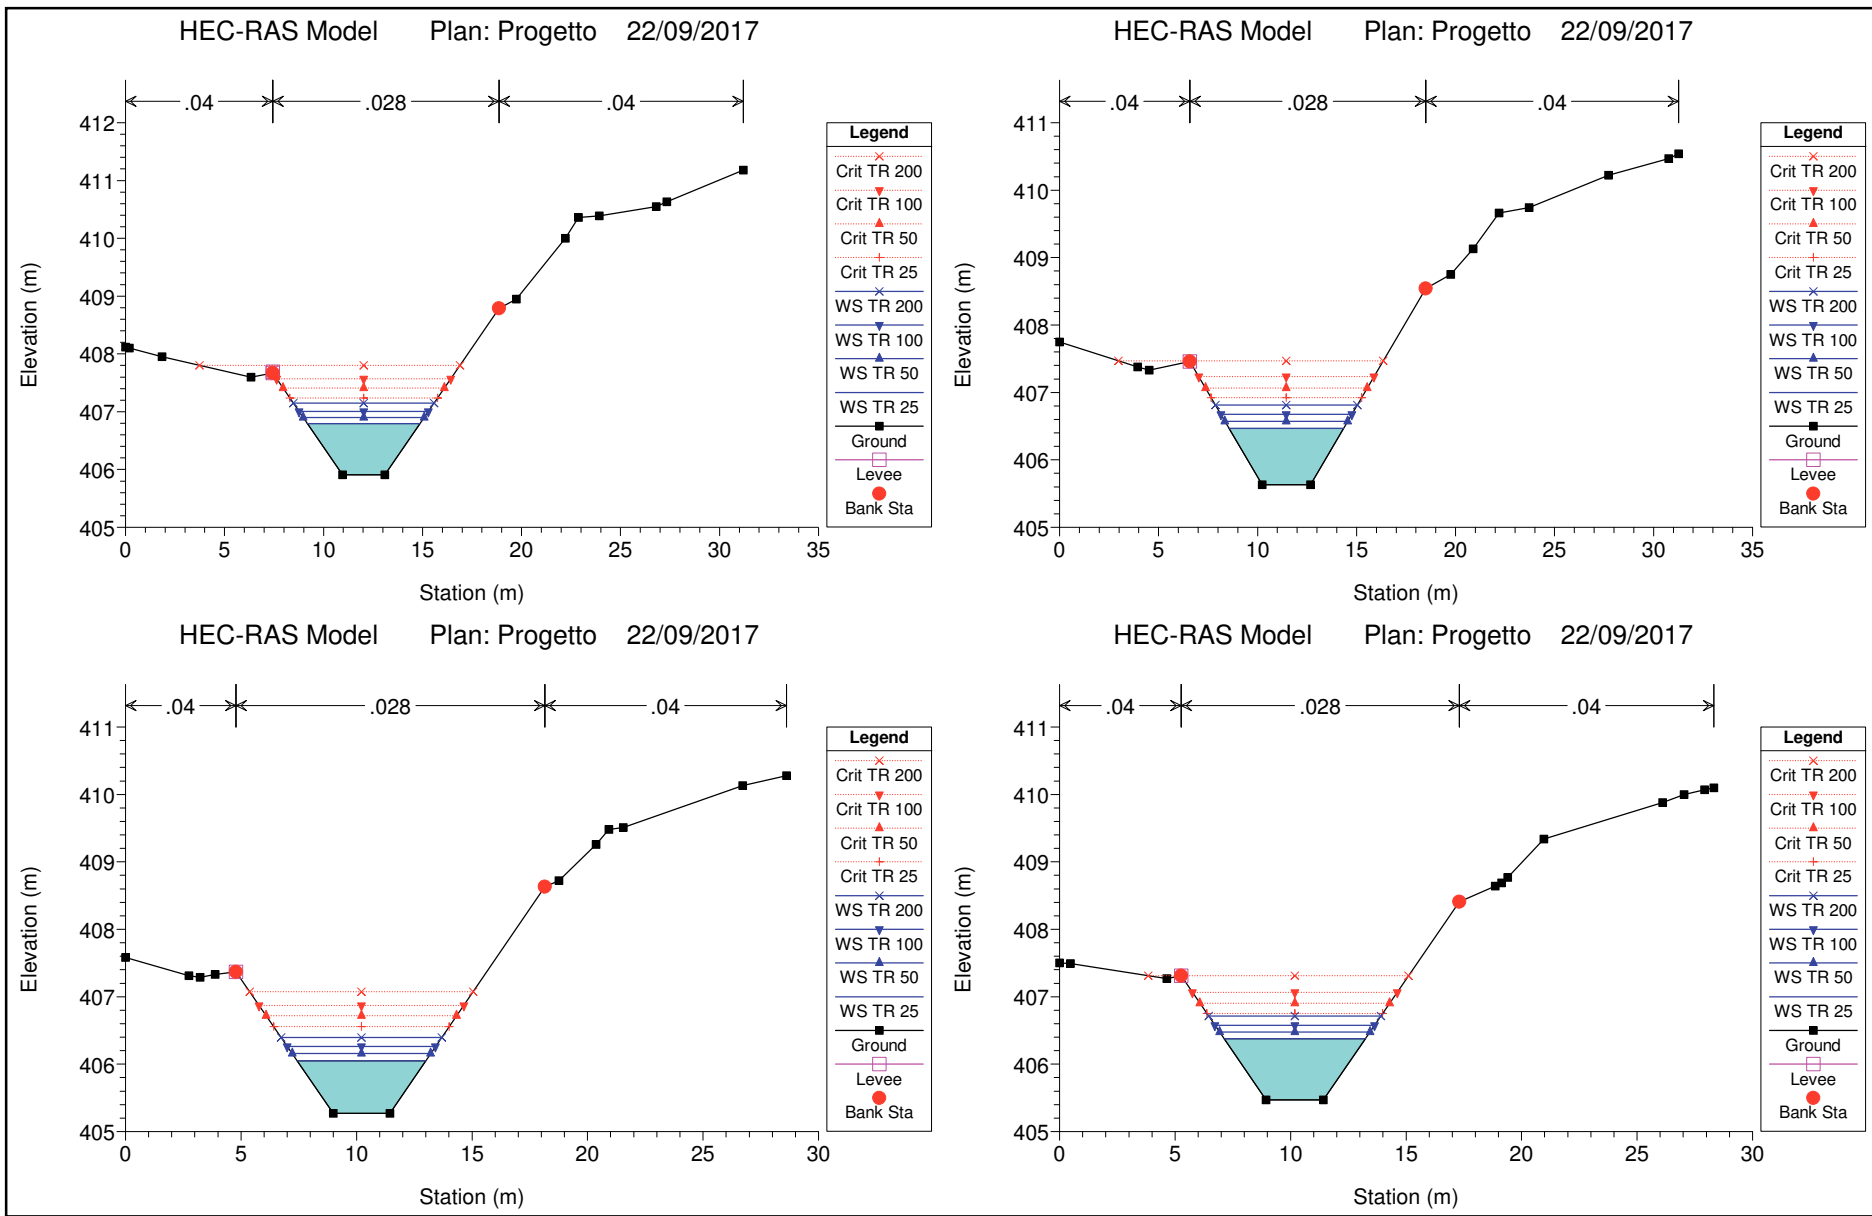 HEC-RAS Model Plan: Progetto 22/09/2017
.04 .028 .04
Elevation (m)
412
411
410
409
408
407
406
405
0 5 10 15 20 25 30 35
Station (m)
Legend
Crit TR 200
Crit TR 100
Crit TR 50
Crit TR 25
WS TR 200
WS TR 100
WS TR 50
WS TR 25
Ground
Levee
Bank Sta
HEC-RAS Model Plan: Progetto 22/09/2017
.04 .028 .04
Elevation (m)
411
410
409
408
407
406
405
0 5 10 15 20 25 30 35
Station (m)
Legend
Crit TR 200
Crit TR 100
Crit TR 50
Crit TR 25
WS TR 200
WS TR 100
WS TR 50
WS TR 25
Ground
Levee
Bank Sta
HEC-RAS Model Plan: Progetto 22/09/2017
.04 .028 .04
Elevation (m)
411
410
409
408
407
406
405
0 5 10 15 20 25 30
Station (m)
Legend
Crit TR 200
Crit TR 100
Crit TR 50
Crit TR 25
WS TR 200
WS TR 100
WS TR 50
WS TR 25
Ground
Levee
Bank Sta
HEC-RAS Model Plan: Progetto 22/09/2017
.04 .028 .04
Elevation (m)
411
410
409
408
407
406
405
0 5 10 15 20 25 30
Station (m)
Legend
Crit TR 200
Crit TR 100
Crit TR 50
Crit TR 25
WS TR 200
WS TR 100
WS TR 50
WS TR 25
Ground
Levee
Bank Sta